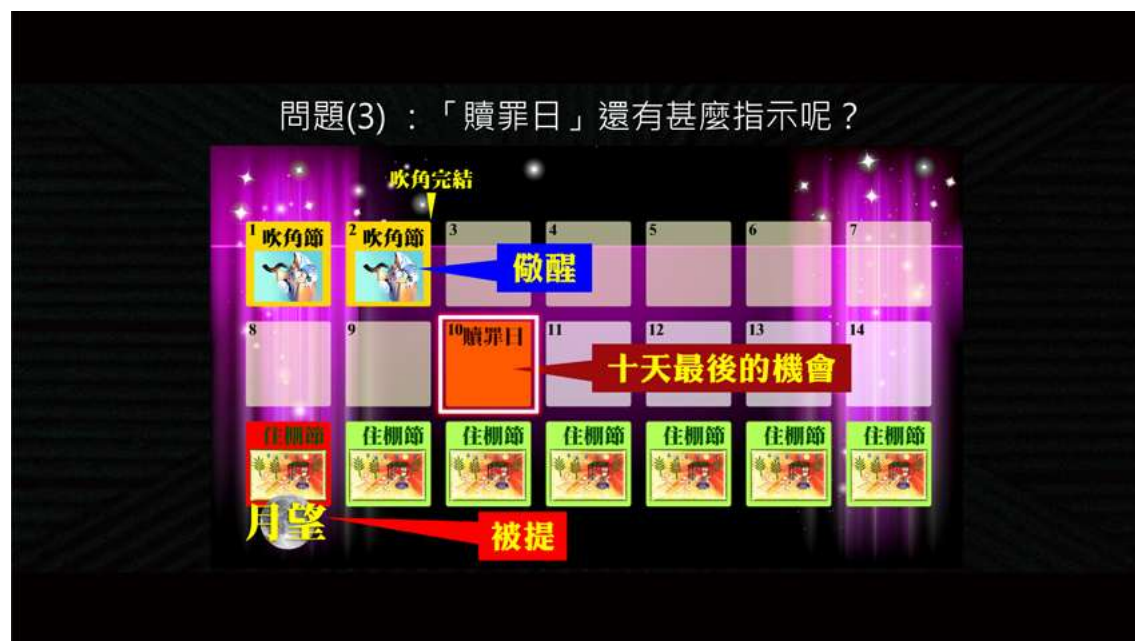 問題(3) ：「贖罪日」還有甚麼指示呢？
吹角完結
1 吹角節 2 吹角節 3 4 5 6 7
儆醒
8 9 10 贖罪日 11 12 13 14
十天最後的機會
住棚節 住棚節 住棚節 住棚節 住棚節 住棚節 住棚節
月望
被提